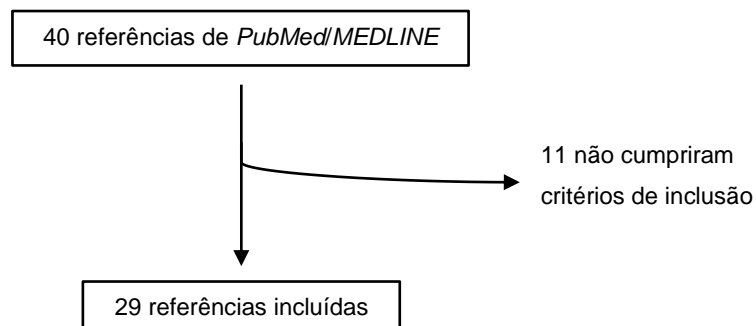 40 referências de PubMed/MEDLINE
11 não cumpriram
critérios de inclusão
29 referências incluídas